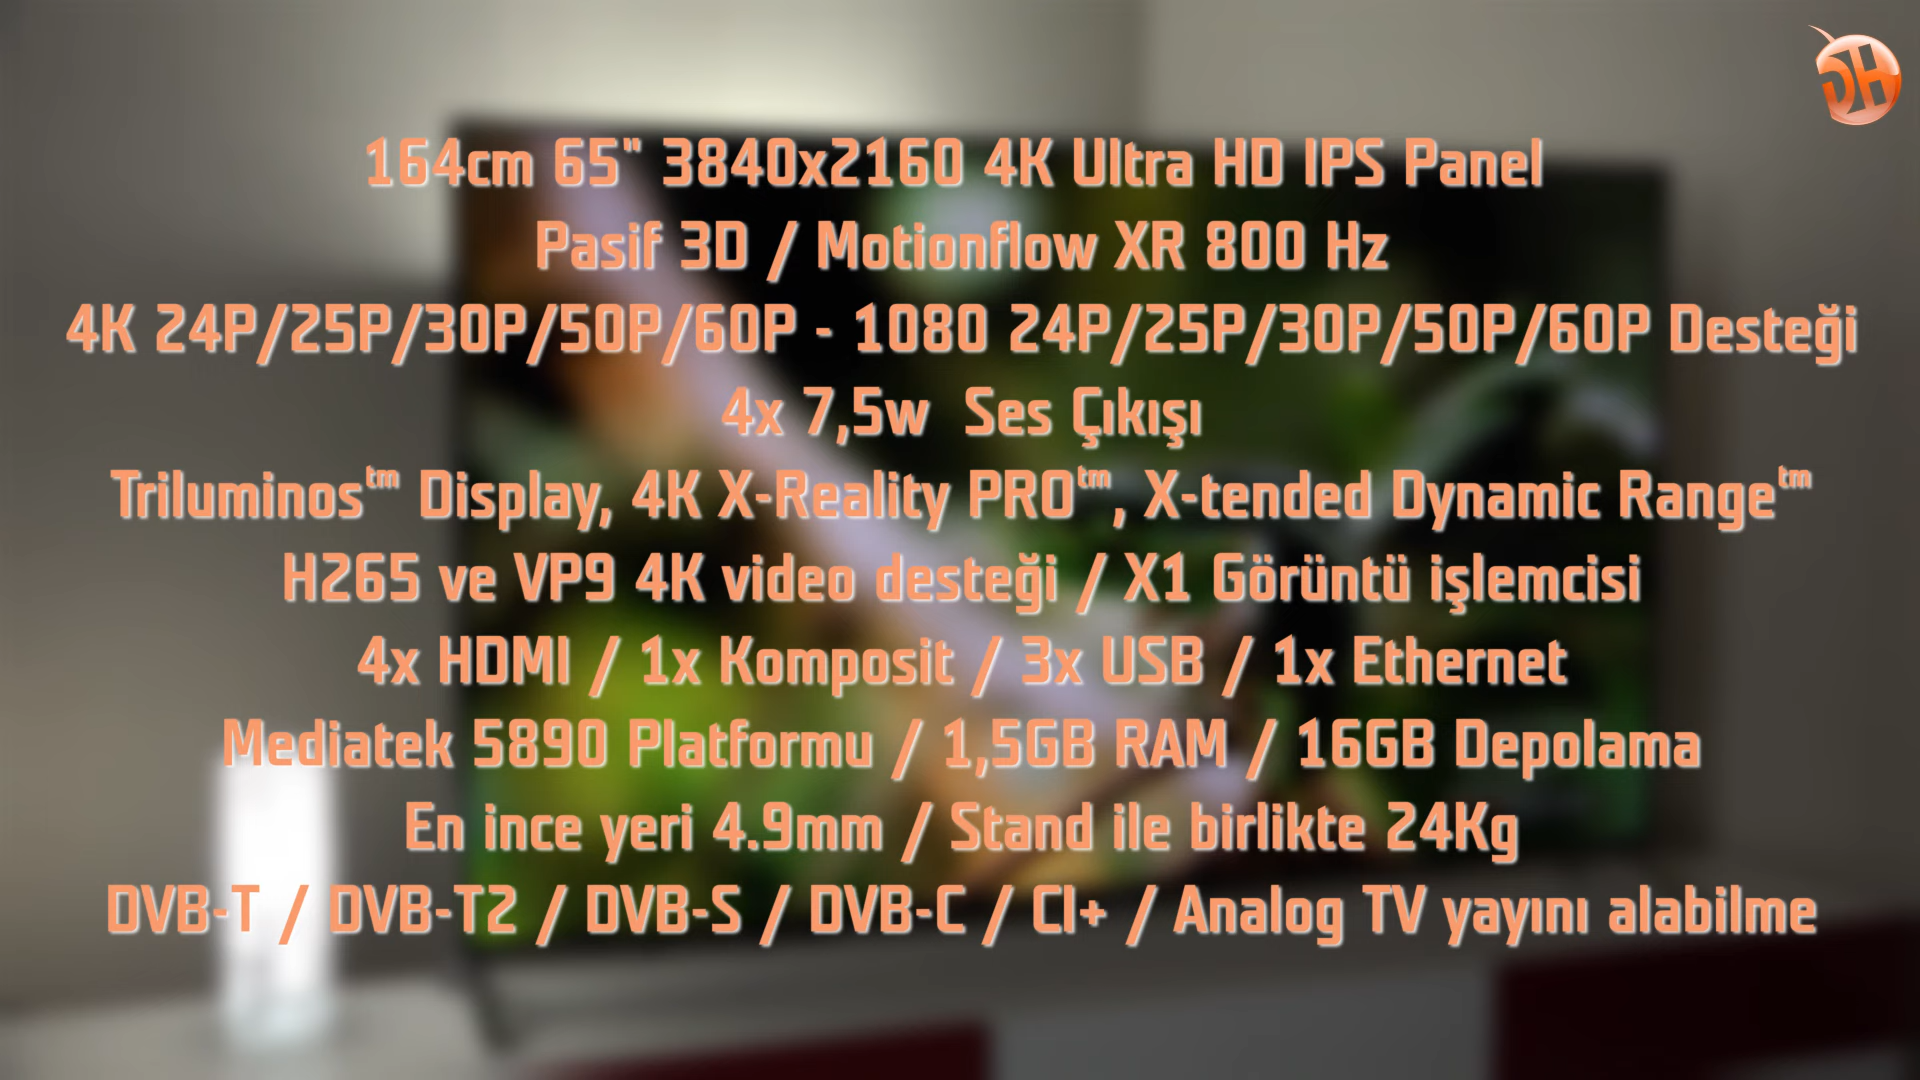 DH
164cm 65" 3840x2160 4K Ultra HD IPS Panel
Pasif 3D / Motionflow XR 800 Hz
4K 24P/25P/30P/50P/60P - 1080 24P/25P/30P/50P/60P Desteği
4x 7,5w Ses Çıkışı
Triluminos™ Display, 4K X-Reality PRO™, X-tended Dynamic Range™
H265 ve VP9 4K video desteği / X1 Görüntü işlemcisi
4x HDMI / 1x Komposit / 3x USB / 1x Ethernet
Mediatek 5890 Platformu / 1,5GB RAM / 16GB Depolama
En ince yeri 4.9mm / Stand ile birlikte 24Kg
DVB-T / DVB-T2 / DVB-S / DVB-C / CI+ / Analog TV yayını alabilme